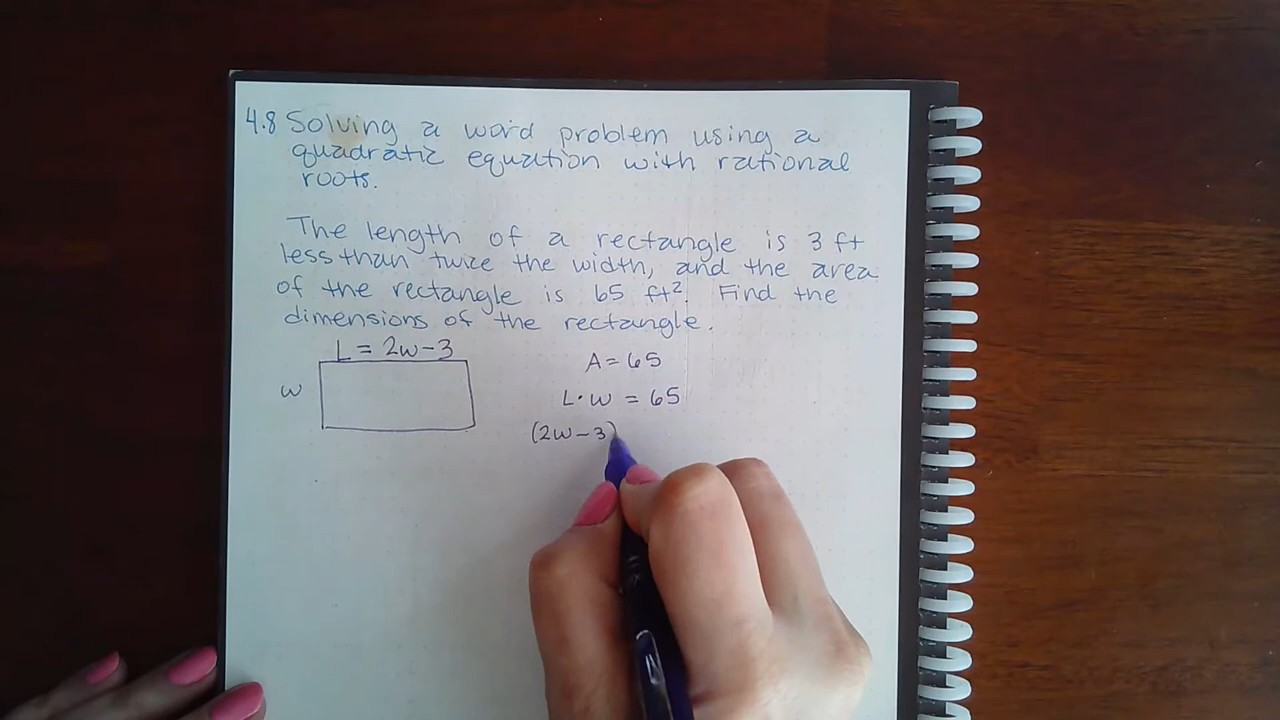 4.8 Solving a word problem using a
quadratic equation with rational
roots.
The length of a rectangle is 3 ft
less than twice the width, and the area
of the rectangle is 65 ft². Find the
dimensions of the rectangle.
L = 2w - 3
w
A = 65
L · w = 65
(2w - 3)